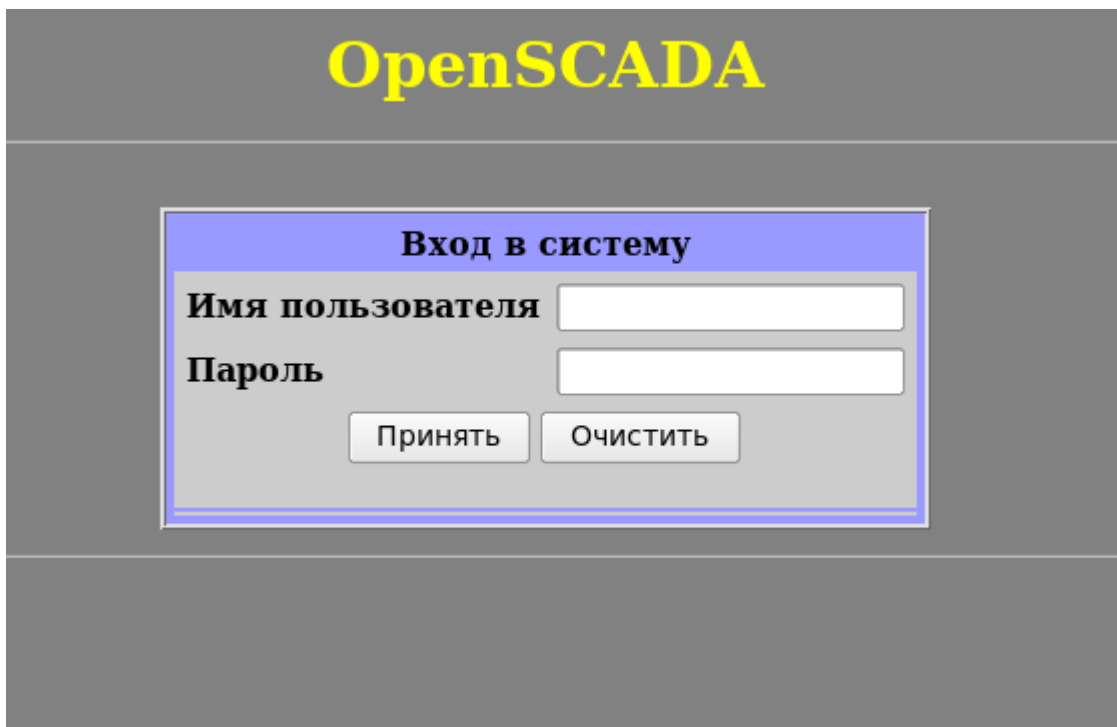 OpenSCADA
Вход в систему
Имя пользователя
Пароль
Принять Очистить